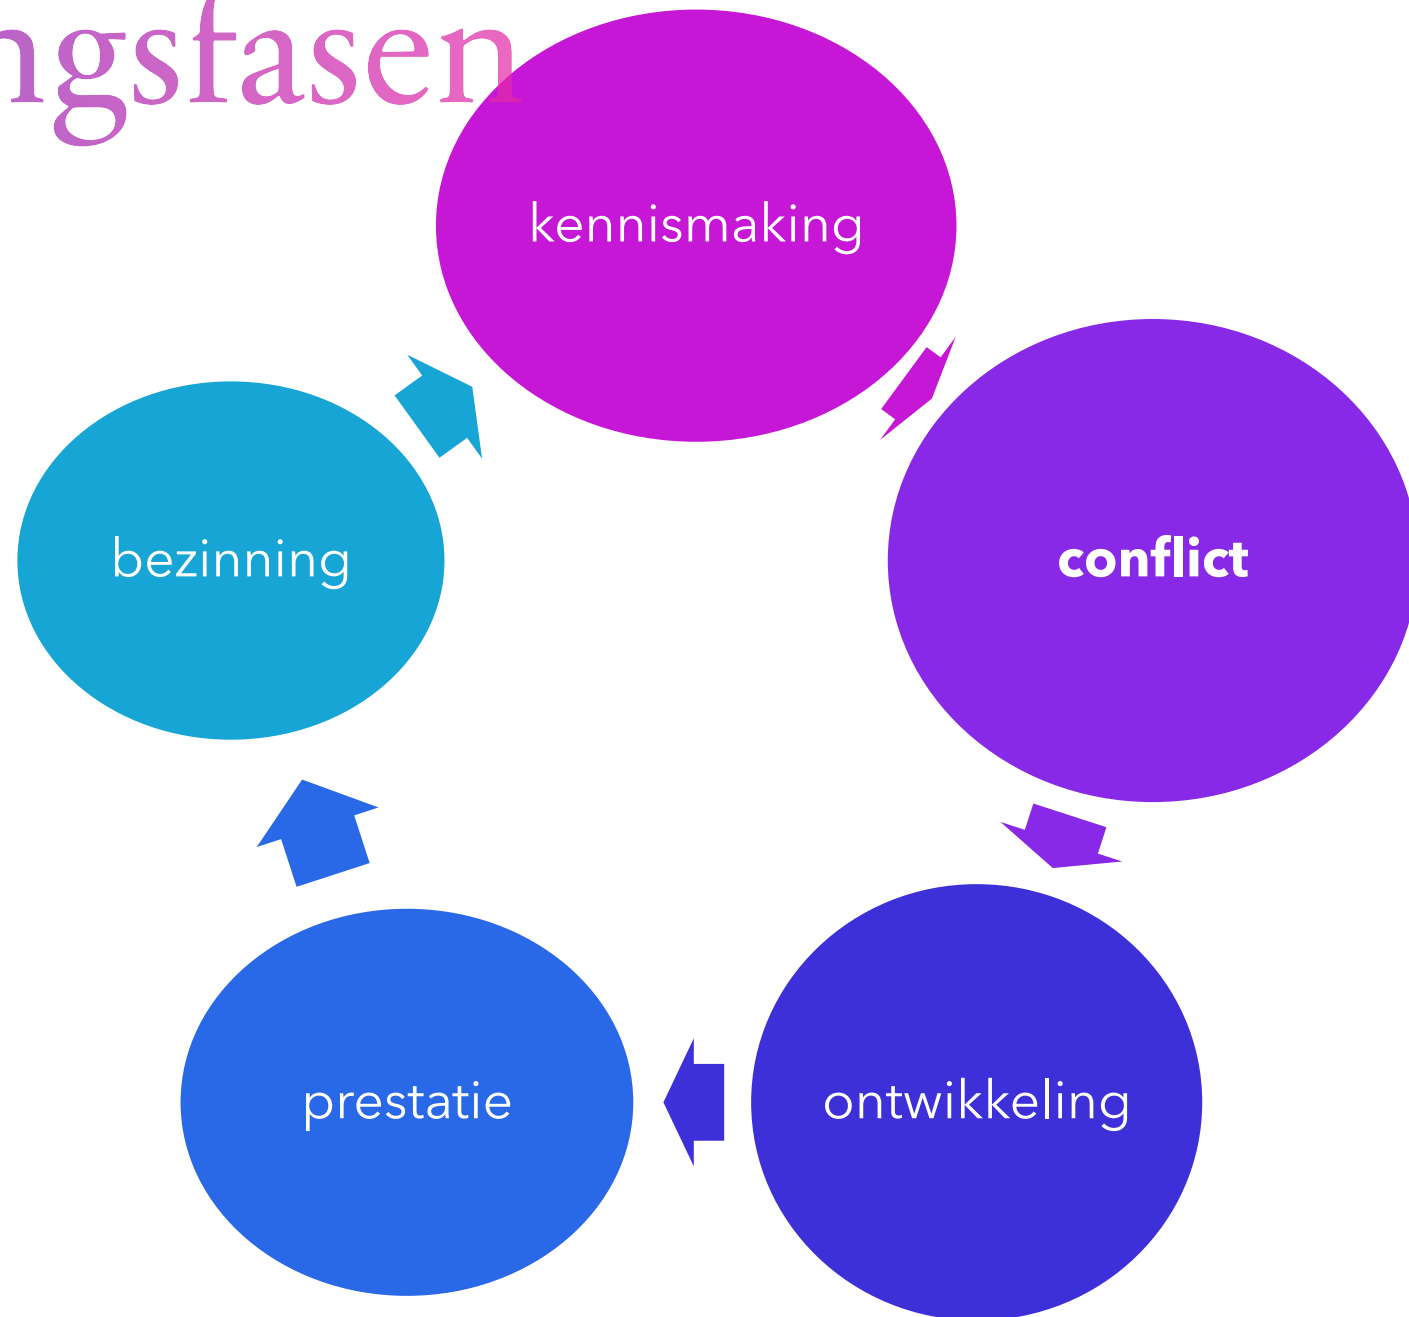 ngsfasen
kennismaking
conflict
ontwikkeling
prestatie
bezinning